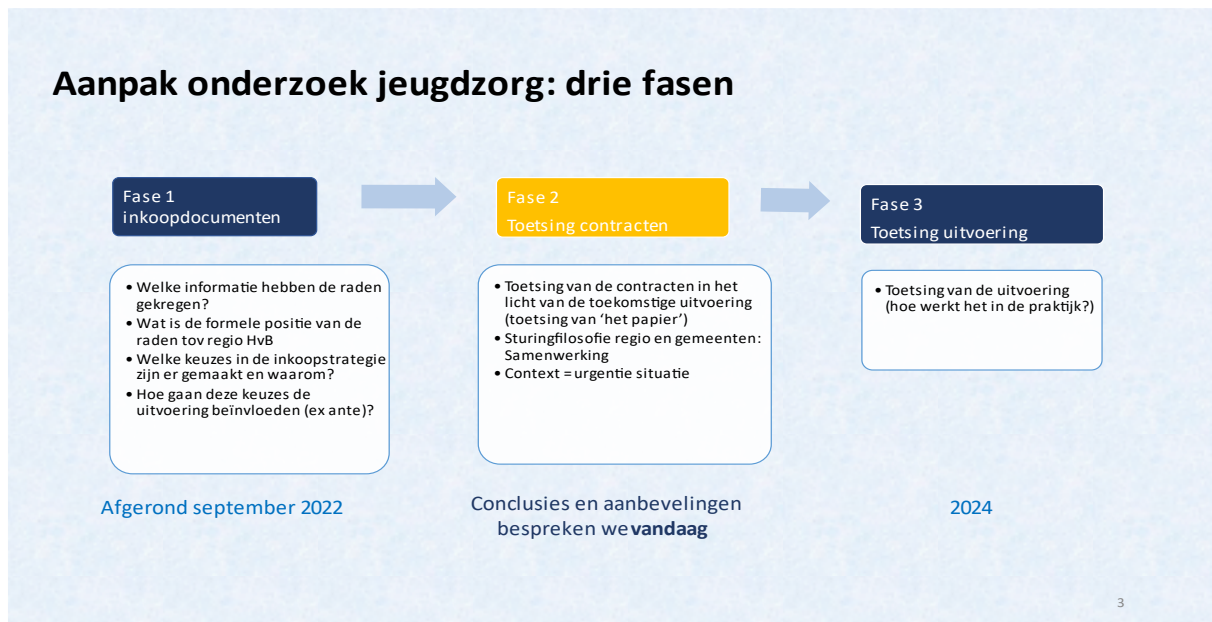 Aanpak onderzoek jeugdzorg: drie fasen
Fase 1
inkoopdocumenten
Fase 2
Toetsing contracten
Fase 3
Toetsing uitvoering
• Welke informatie hebben de raden
gekregen?
• Wat is de formele positie van de
raden tov regio HvB
• Welke keuzes in de inkoopstrategie
zijn er gemaakt en waarom?
• Hoe gaan deze keuzes de
uitvoering beïnvloeden (ex ante)?
• Toetsing van de contracten in het
licht van de toekomstige uitvoering
(toetsing van ‘het papier’)
• Sturingfilosofie regio en gemeenten:
Samenwerking
• Context = urgentie situatie
• Toetsing van de uitvoering
(hoe werkt het in de praktijk?)
Afgerond september 2022
Conclusies en aanbevelingen
bespreken we vandaag
2024
3